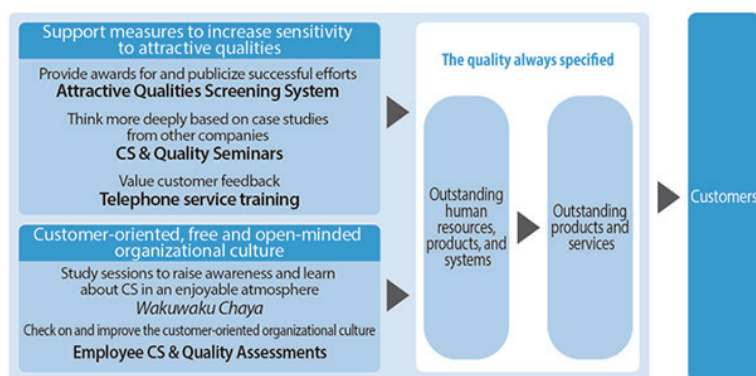 Support measures to increase sensitivity
to attractive qualities
Provide awards for and publicize successful efforts
Attractive Qualities Screening System
Think more deeply based on case studies
from other companies
CS & Quality Seminars
Value customer feedback
Telephone service training
Customer-oriented, free and open-minded
organizational culture
Study sessions to raise awareness and learn
about CS in an enjoyable atmosphere
Wakuwaku Chaya
Check on and improve the customer-oriented organizational culture
Employee CS & Quality Assessments
The quality always specified
Outstanding
human
resources,
products, and
systems
Outstanding
products and
services
Customers